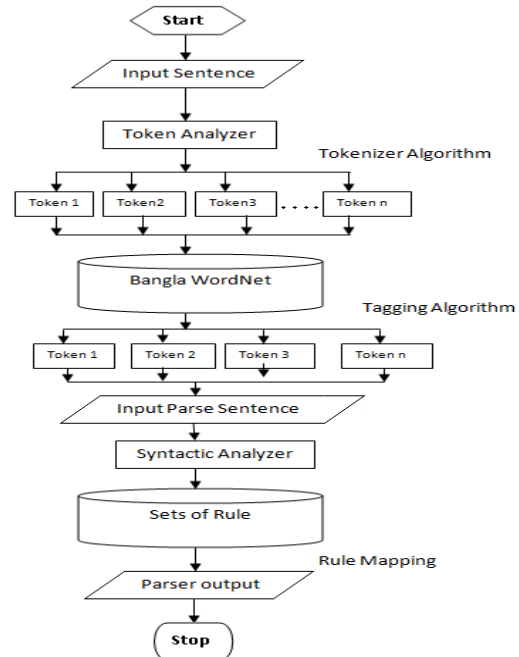 Start
Input Sentence
Token Analyzer
Tokenizer Algorithm
Token 1 Token2 Token3 .... Token n
Bangla WordNet
Tagging Algorithm
Token 1 Token 2 Token 3 Token n
Input Parse Sentence
Syntactic Analyzer
Sets of Rule
Rule Mapping
Parser output
Stop